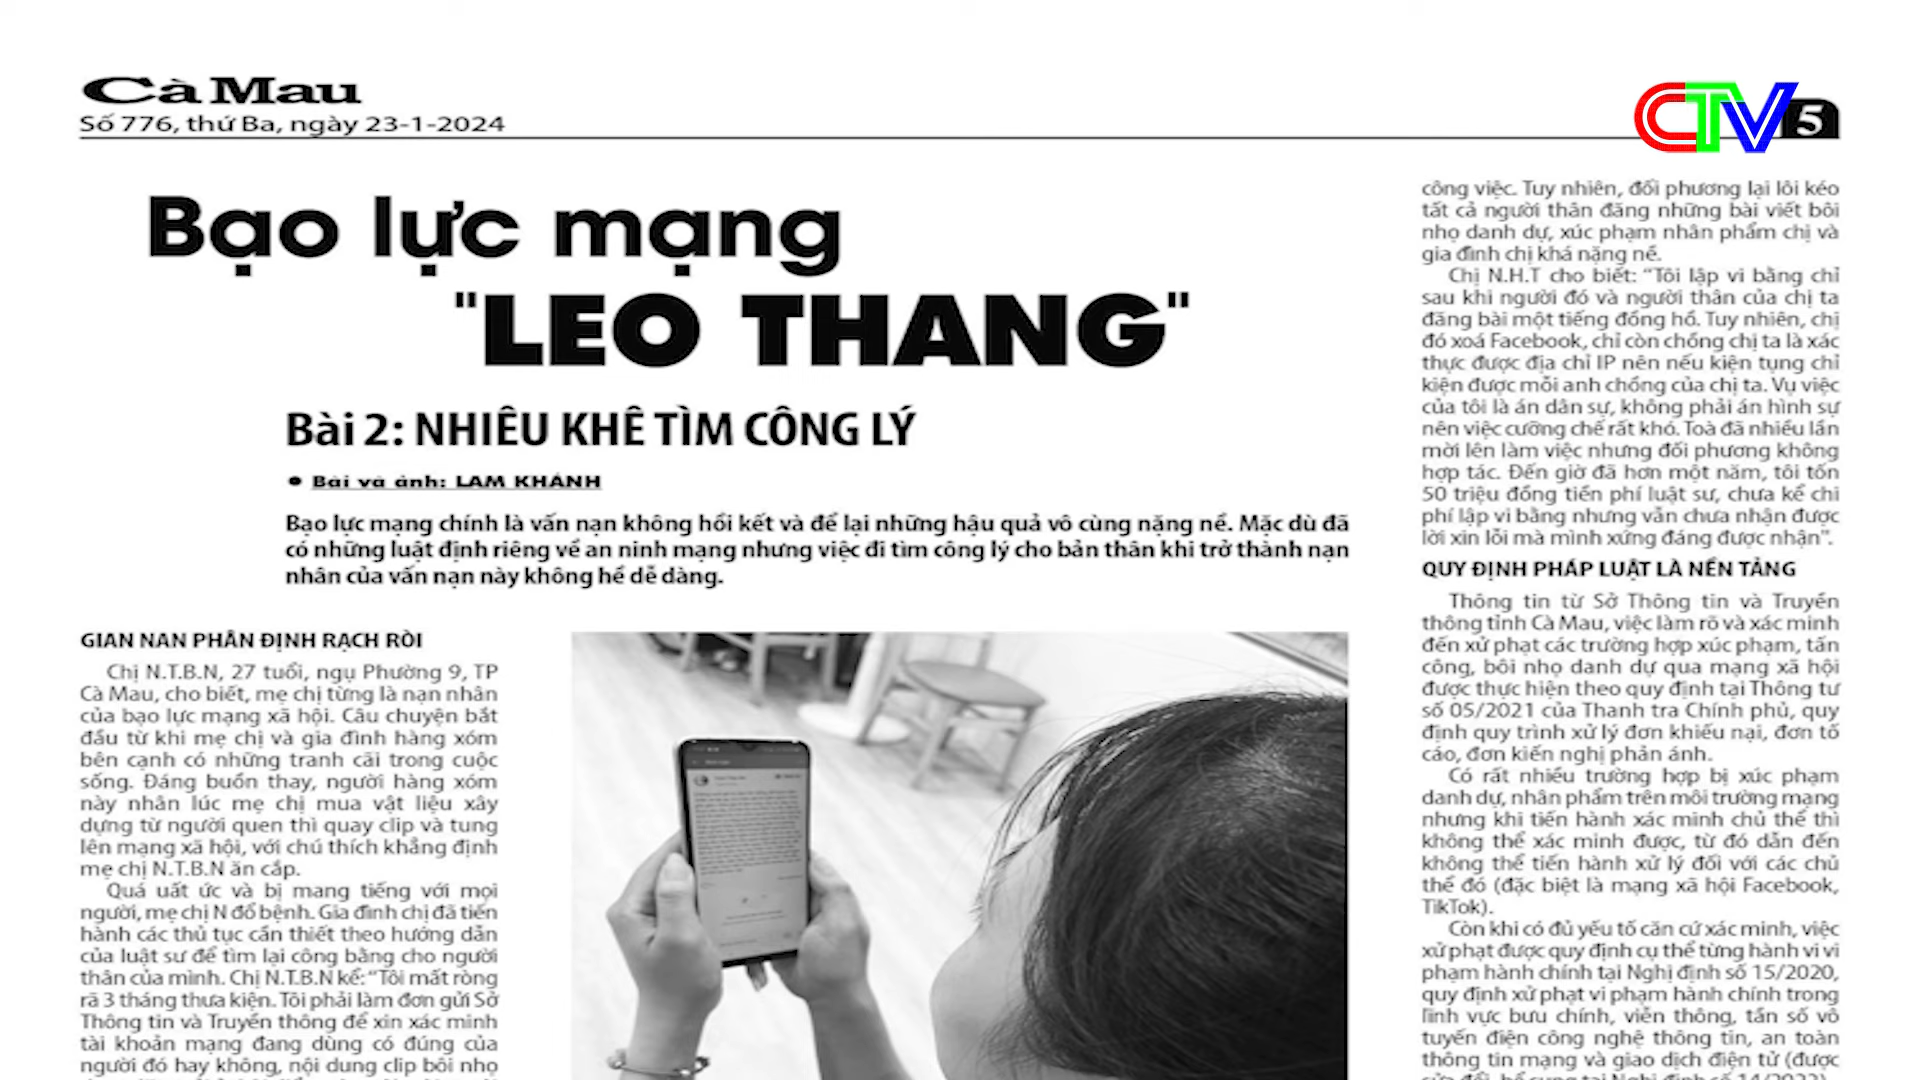 Cà Mau
Số 776, thứ Ba, ngày 23-1-2024
CTV
5
Bạo lực mạng
"LEO THANG"
Bài 2: NHIÊU KHÊ TÌM CÔNG LÝ
• Bài và ảnh: LAM KHÁNH
Bạo lực mạng chính là vấn nạn không hồi kết và để lại những hậu quả vô cùng nặng nề. Mặc dù đã
có những luật định riêng về an ninh mạng nhưng việc đi tìm công lý cho bản thân khi trở thành nạn
nhân của vấn nạn này không hề dễ dàng.
GIAN NAN PHÂN ĐỊNH RẠCH RÒI
Chị N.T.B.N, 27 tuổi, ngụ Phường 9, TP
Cà Mau, cho biết, mẹ chị từng là nạn nhân
của bạo lực mạng xã hội. Câu chuyện bắt
đầu từ khi mẹ chị và gia đình hàng xóm
bên cạnh có những tranh cãi trong cuộc
sống. Đáng buồn thay, người hàng xóm
này nhân lúc mẹ chị mua vật liệu xây
dựng từ người quen thì quay clip và tung
lên mạng xã hội, với chú thích khẳng định
mẹ chị N.T.B.N ăn cắp.
Quá uất ức và bị mang tiếng với mọi
người, mẹ chị N đổ bệnh. Gia đình chị đã tiến
hành các thủ tục cần thiết theo hướng dẫn
của luật sư để tìm lại công bằng cho người
thân của mình. Chị N.T.B.N kể: “Tôi mất ròng
rã 3 tháng thưa kiện. Tôi phải làm đơn gửi Sở
Thông tin và Truyền thông để xin xác minh
tài khoản mạng đang dùng có đúng của
người đó hay không, nội dung clip bôi nhọ
công việc. Tuy nhiên, đối phương lại lôi kéo
tất cả người thân đăng những bài viết bôi
nhọ danh dự, xúc phạm nhân phẩm chị và
gia đình chị khá nặng nề.
Chị N.H.T cho biết: “Tôi lập vi bằng chỉ
sau khi người đó và người thân của chị ta
đăng bài một tiếng đồng hồ. Tuy nhiên, chị
đó xoá Facebook, chỉ còn chồng chị ta là xác
thực được địa chỉ IP nên nếu kiện tụng chỉ
kiện được mỗi anh chồng của chị ta. Vụ việc
của tôi là án dân sự, không phải án hình sự
nên việc cưỡng chế rất khó. Toà đã nhiều lần
mời lên làm việc nhưng đối phương không
hợp tác. Đến giờ đã hơn một năm, tôi tốn
50 triệu đồng tiền phí luật sư, chưa kể chi
phí lập vi bằng nhưng vẫn chưa nhận được
lời xin lỗi mà mình xứng đáng được nhận”.
QUY ĐỊNH PHÁP LUẬT LÀ NỀN TẢNG
Thông tin từ Sở Thông tin và Truyền
thông tỉnh Cà Mau, việc làm rõ và xác minh
đến xử phạt các trường hợp xúc phạm, tấn
công, bôi nhọ danh dự qua mạng xã hội
được thực hiện theo quy định tại Thông tư
số 05/2021 của Thanh tra Chính phủ, quy
định quy trình xử lý đơn khiếu nại, đơn tố
cáo, đơn kiến nghị phản ánh.
Có rất nhiều trường hợp bị xúc phạm
danh dự, nhân phẩm trên môi trường mạng
nhưng khi tiến hành xác minh chủ thể thì
không thể xác minh được, từ đó dẫn đến
không thể tiến hành xử lý đối với các chủ
thể đó (đặc biệt là mạng xã hội Facebook,
TikTok).
Còn khi có đủ yếu tố căn cứ xác minh, việc
xử phạt được quy định cụ thể từng hành vi vi
phạm hành chính tại Nghị định số 15/2020,
quy định xử phạt vi phạm hành chính trong
lĩnh vực bưu chính, viễn thông, tần số vô
tuyến điện công nghệ thông tin, an toàn
thông tin mạng và giao dịch điện tử (được